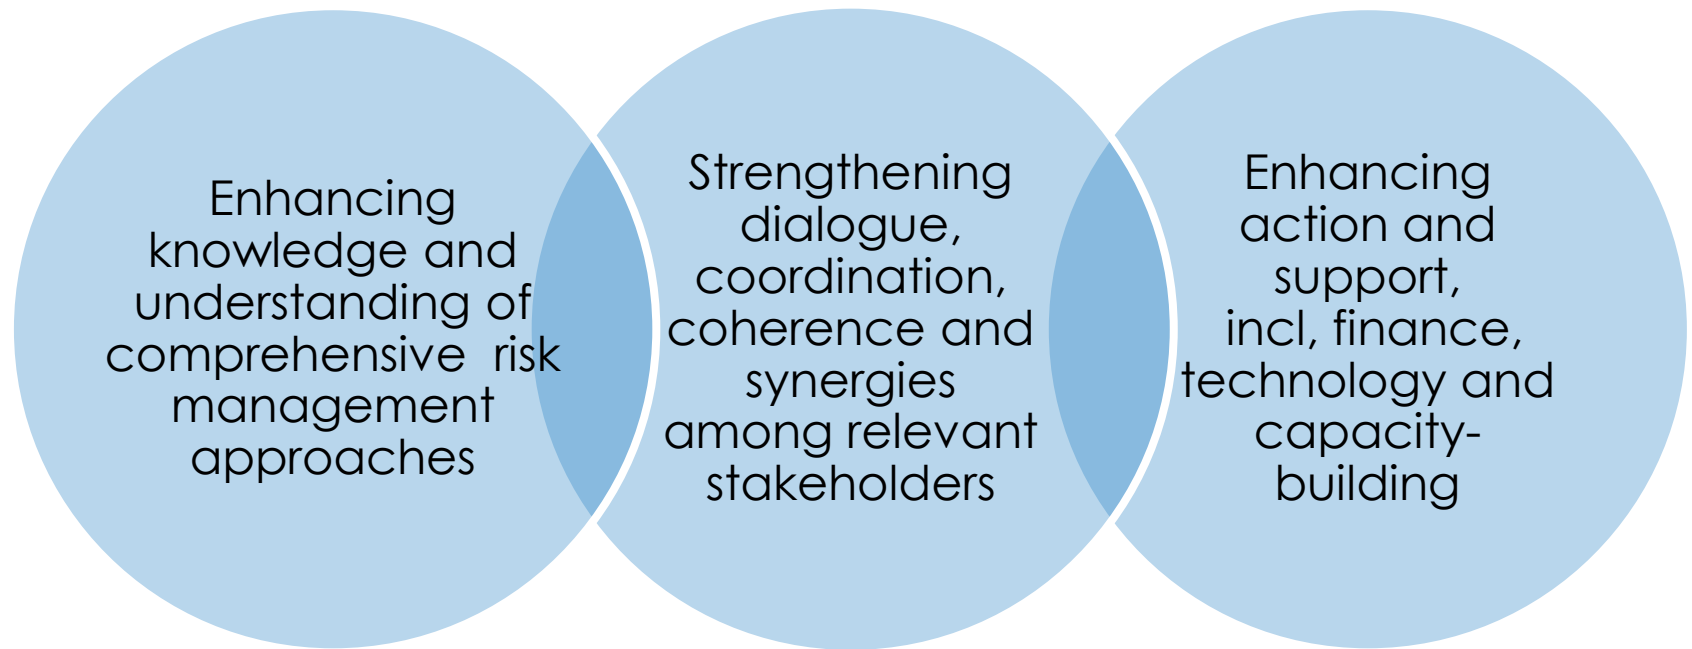 Enhancing
knowledge and
understanding of
comprehensive  risk
management
approaches
Strengthening
dialogue,
coordination,
coherence and
synergies
among relevant
stakeholders
Enhancing
action and
support,
incl, finance,
technology and
capacity-
building